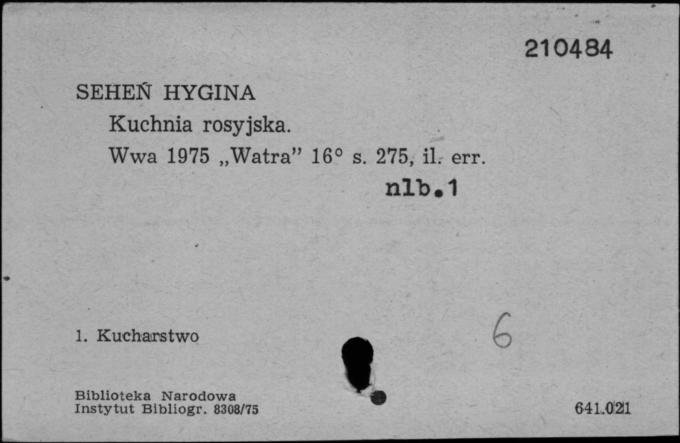 210484
SEHEŃ HYGINA
Kuchnia rosyjska.
Wwa 1975 „Watra” 16° s. 275, il. err.
nlb.1
1. Kucharstwo
6
Biblioteka Narodowa
Instytut Bibliogr. 8308/75
641.021